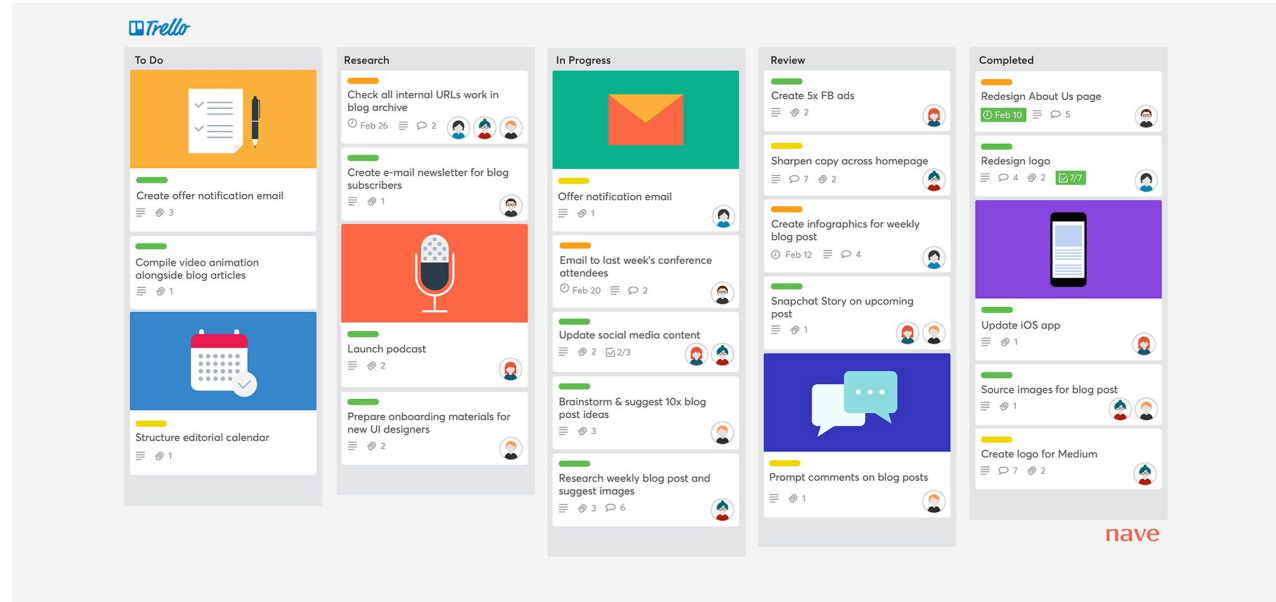 Trello
To Do
Create offer notification email
3
Compile video animation
alongside blog articles
1
Structure editorial calendar
1
Research
Check all internal URLs work in
blog archive
Feb 26 2
Create e-mail newsletter for blog
subscribers
1
Launch podcast
2
Prepare onboarding materials for
new UI designers
2
In Progress
Offer notification email
1
Email to last week's conference
attendees
Feb 20 2
Update social media content
2 2/3
Brainstorm & suggest 10x blog
post ideas
3
Research weekly blog post and
suggest images
3 6
Review
Create 5x FB ads
2
Sharpen copy across homepage
7 2
Create infographics for weekly
blog post
Feb 12 4
Snapchat Story on upcoming
post
1
Prompt comments on blog posts
1
Completed
Redesign About Us page
Feb 10 5
Redesign logo
4 2 7/7
Update iOS app
1
Source images for blog post
1
Create logo for Medium
7 2
nave